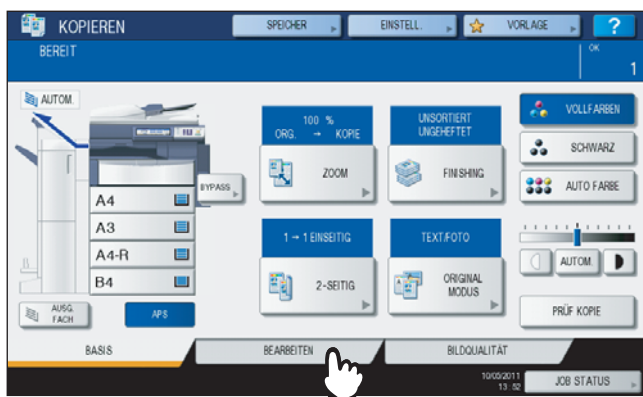 KOPIEREN
SPEICHER
EINSTELL.
VORLAGE
?
BEREIT
OK
1
AUTOM.
100 %
ORG. → KOPIE
ZOOM
UNSORTIERT
UNGEHEFTET
FINISHING
VOLLFARBEN
SCHWARZ
AUTO FARBE
BYPASS
A4
A3
A4-R
B4
1 → 1 EINSEITIG
2-SEITIG
TEXT/FOTO
ORIGINAL
MODUS
AUTOM.
PRÜF KOPIE
AUSG.
FACH
APS
BASIS
BEARBEITEN
BILDQUALITÄT
10/05/2011
13:52
JOB STATUS